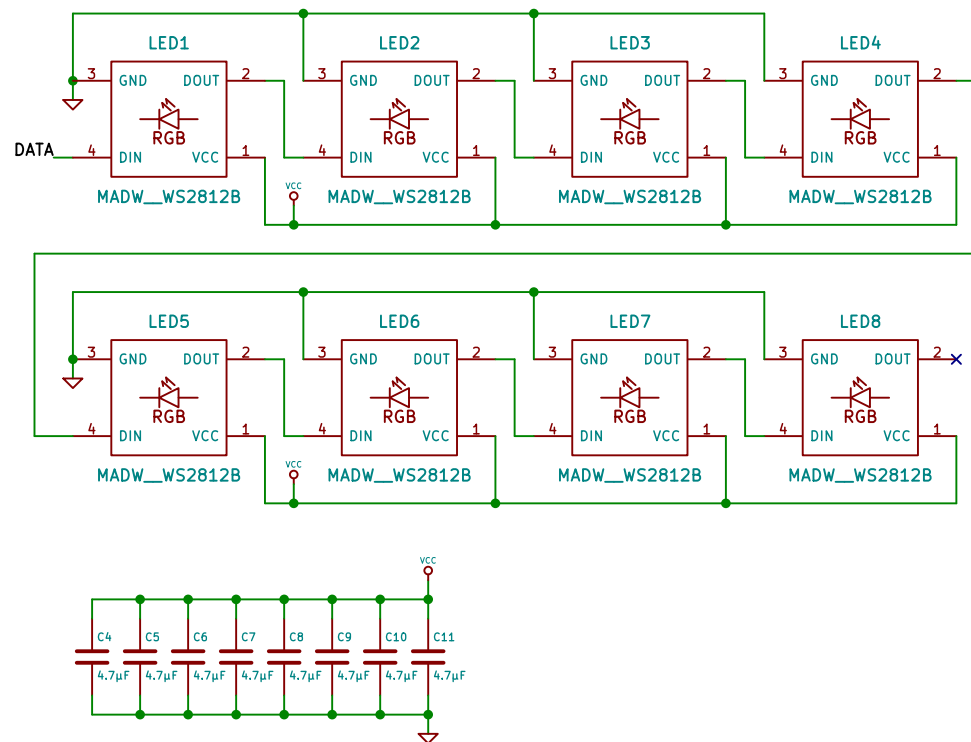 LED1 LED2 LED3 LED4
3 GND DOUT 2 3 GND DOUT 2 3 GND DOUT 2 3 GND DOUT 2
RGB RGB RGB RGB
DATA 4 DIN VCC 1 4 DIN VCC 1 4 DIN VCC 1 4 DIN VCC 1
MADW__WS2812B VCC MADW__WS2812B MADW__WS2812B MADW__WS2812B
LED5 LED6 LED7 LED8
3 GND DOUT 2 3 GND DOUT 2 3 GND DOUT 2 3 GND DOUT 2
RGB RGB RGB RGB
4 DIN VCC 1 4 DIN VCC 1 4 DIN VCC 1 4 DIN VCC 1
MADW__WS2812B VCC MADW__WS2812B MADW__WS2812B MADW__WS2812B
VCC
C4 C5 C6 C7 C8 C9 C10 C11
4.7µF 4.7µF 4.7µF 4.7µF 4.7µF 4.7µF 4.7µF 4.7µF